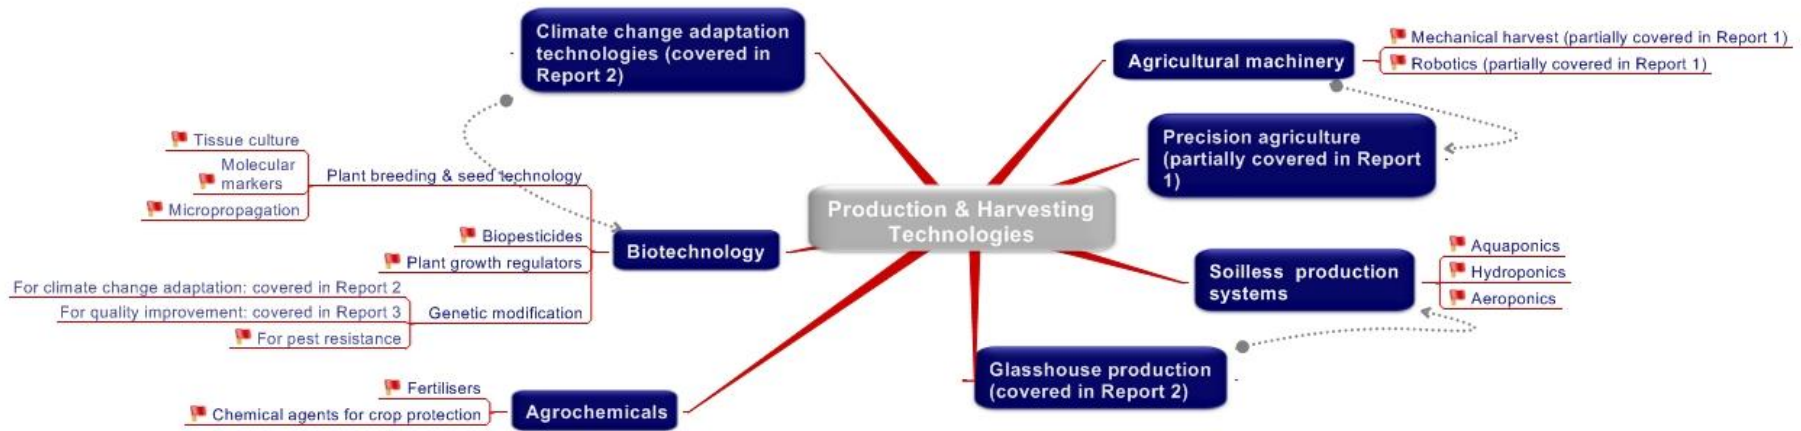 Climate change adaptation
technologies (covered in
Report 2)
Tissue culture
Molecular
markers
Micropropagation
Plant breeding & seed technology
Biopesticides
Plant growth regulators
Biotechnology
For climate change adaptation: covered in Report 2
For quality improvement: covered in Report 3
For pest resistance
Genetic modification
Fertilisers
Chemical agents for crop protection
Agrochemicals
Production & Harvesting
Technologies
Agricultural machinery
Mechanical harvest (partially covered in Report 1)
Robotics (partially covered in Report 1)
Precision agriculture
(partially covered in Report
1)
Soilless production
systems
Aquaponics
Hydroponics
Aeroponics
Glasshouse production
(covered in Report 2)